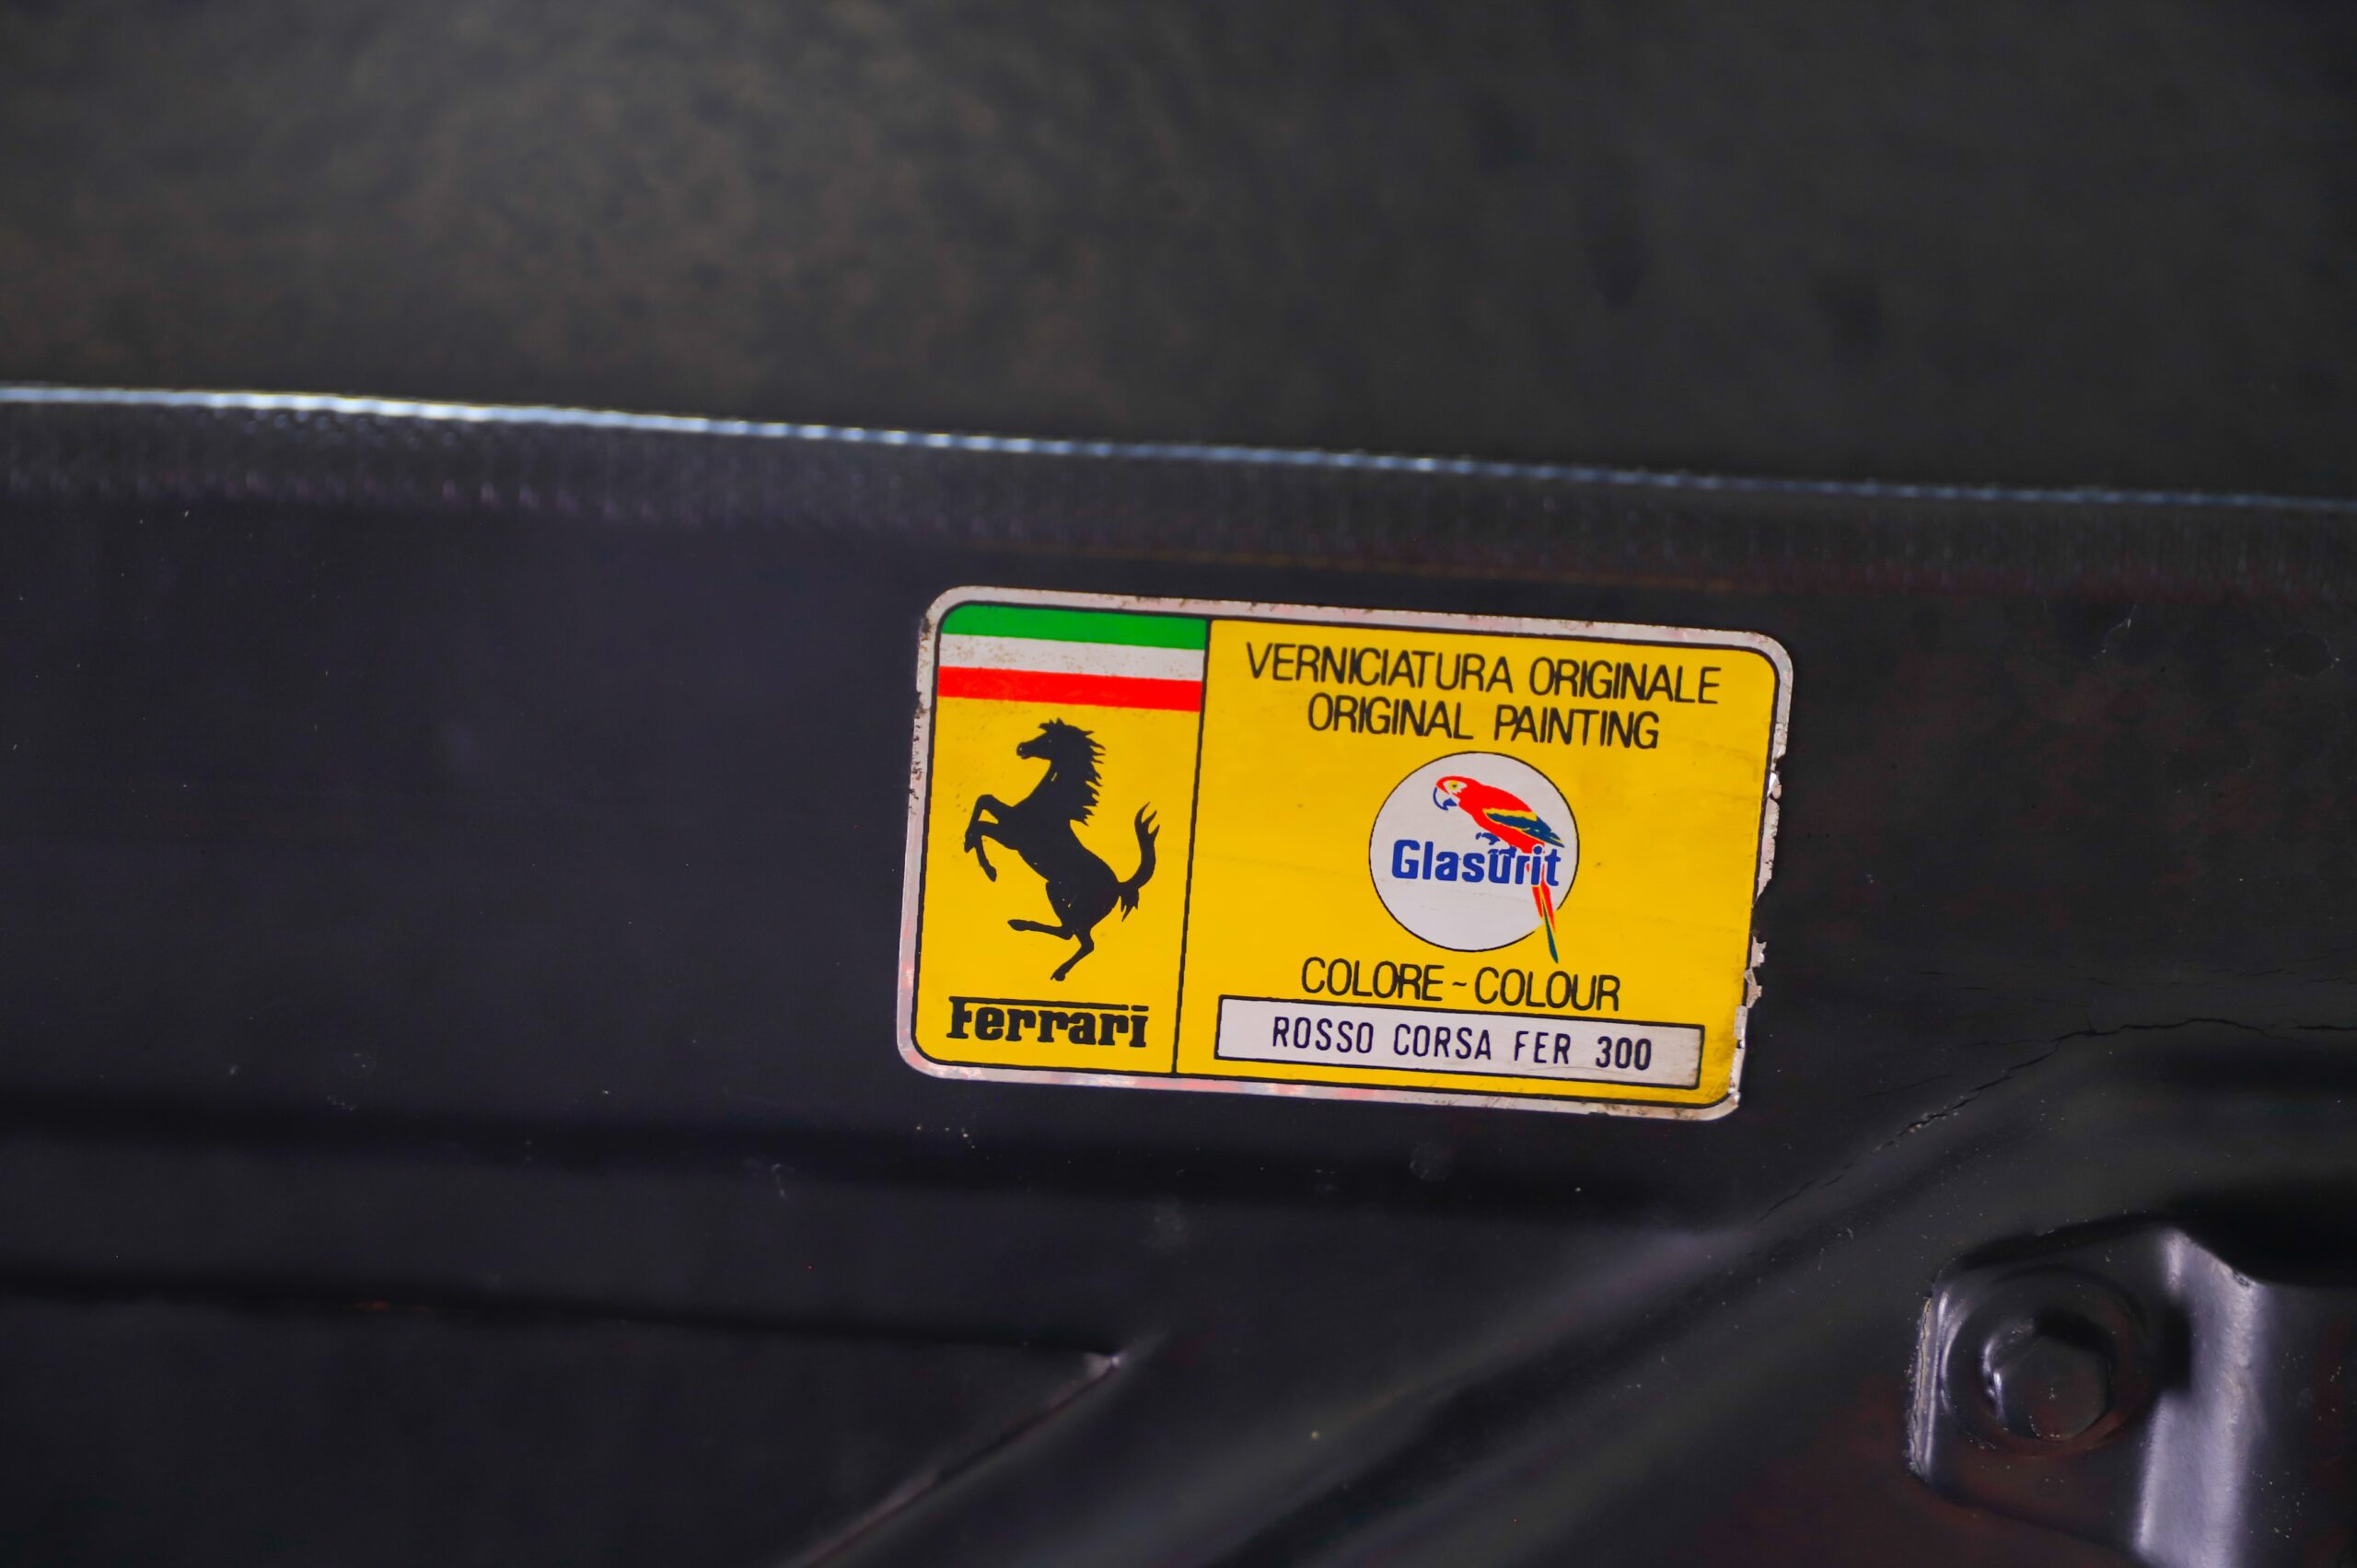 VERNICIATURA ORIGINALE
ORIGINAL PAINTING
Glasurit
COLORE ~ COLOUR
ROSSO CORSA FER 300
Ferrari